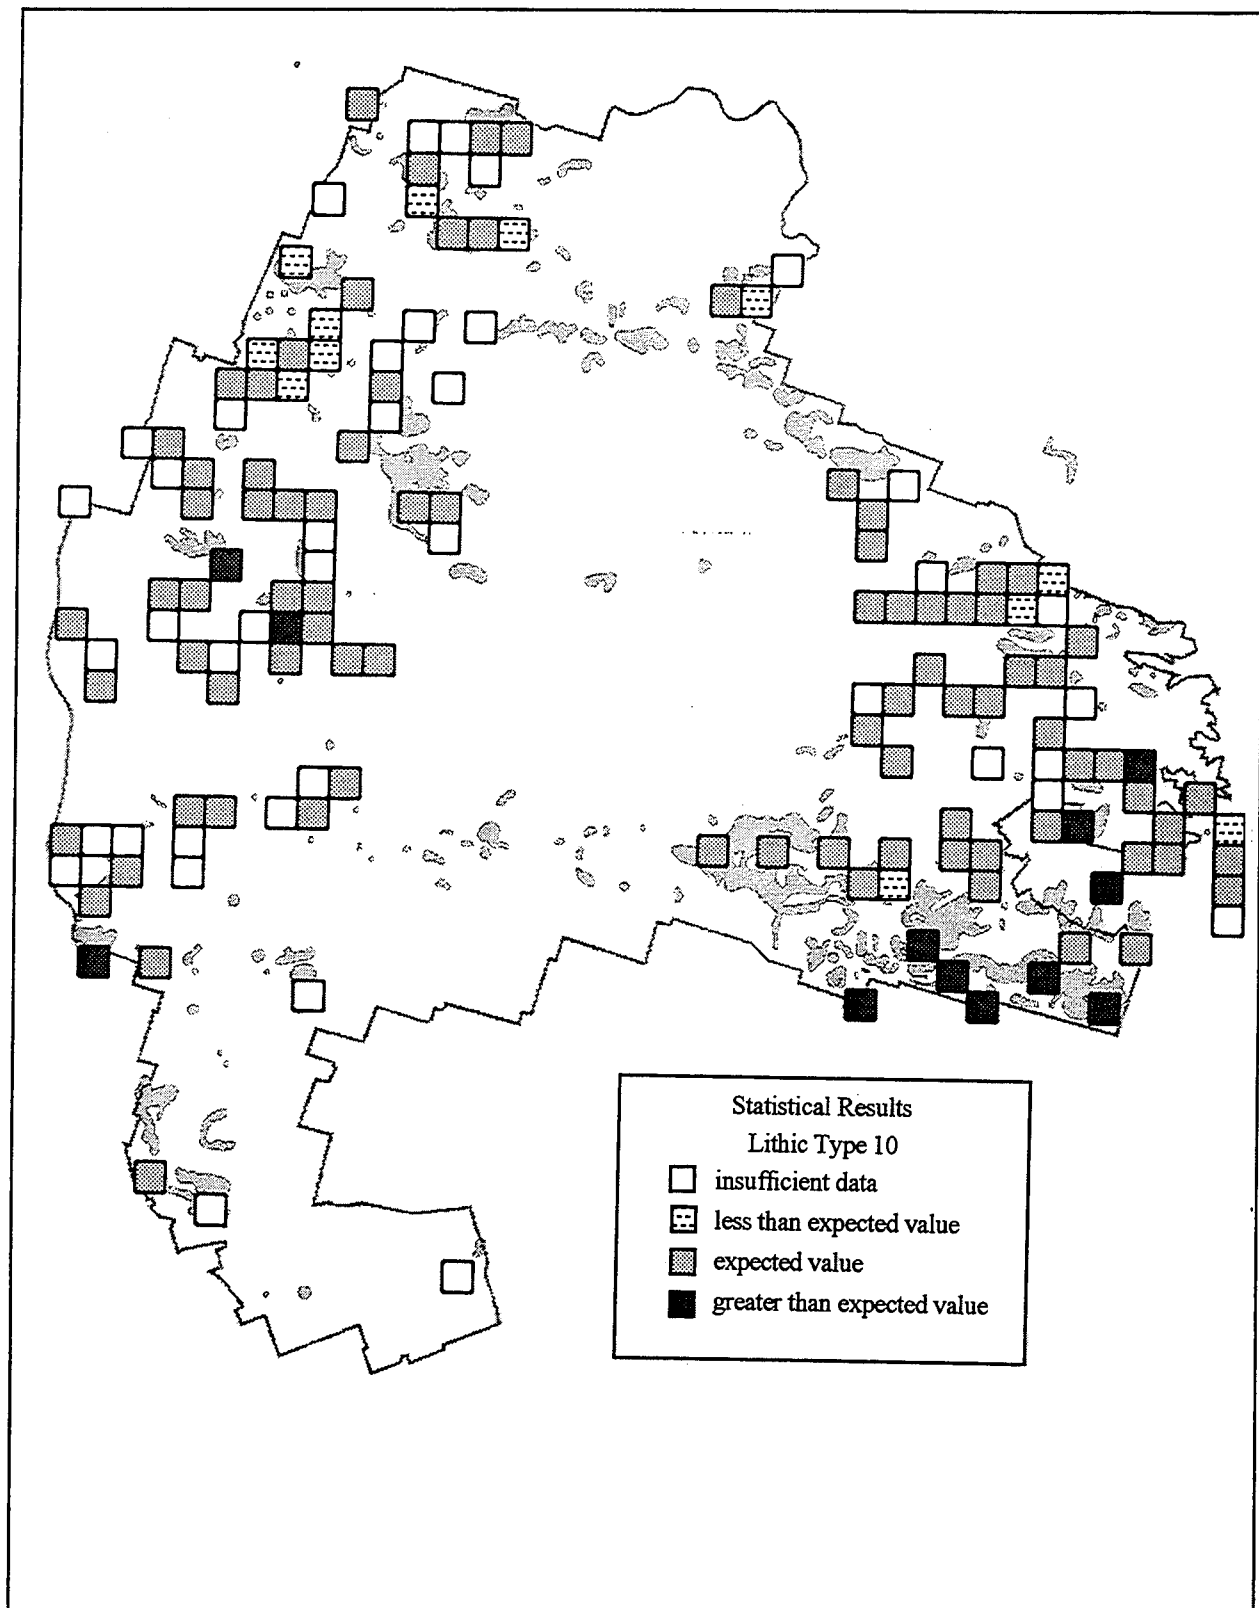 Statistical Results
Lithic Type 10
insufficient data
less than expected value
expected value
greater than expected value